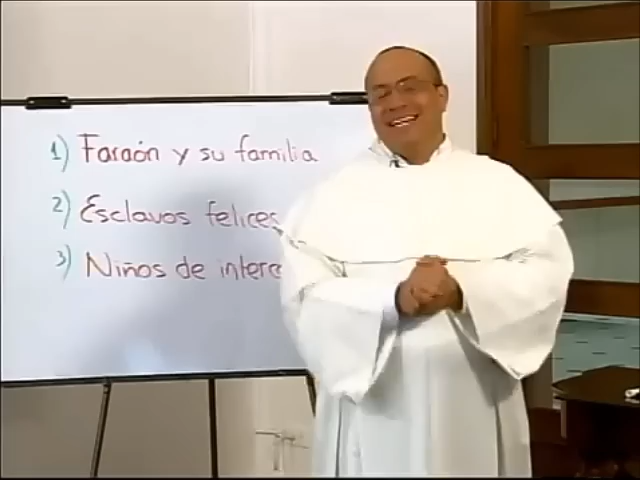 1) Faraón y su familia
2) Esclavos felices
3) Niños de